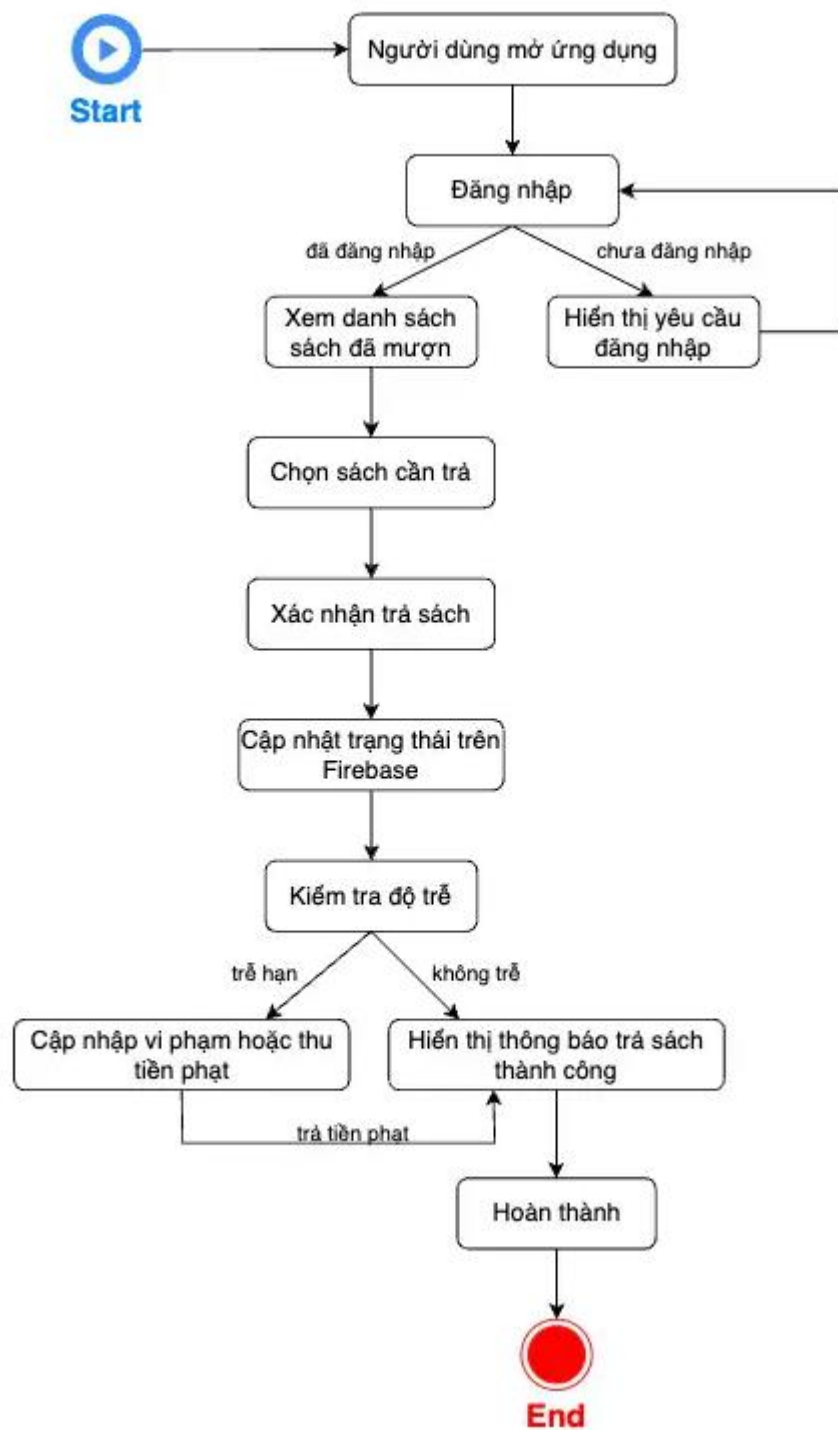 Người dùng mở ứng dụng
Start
Đăng nhập
đã đăng nhập
chưa đăng nhập
Xem danh sách
sách đã mượn
Hiển thị yêu cầu
đăng nhập
Chọn sách cần trả
Xác nhận trả sách
Cập nhật trạng thái trên
Firebase
Kiểm tra độ trễ
trễ hạn
không trễ
Cập nhập vi phạm hoặc thu
tiền phạt
Hiển thị thông báo trả sách
thành công
trả tiền phạt
Hoàn thành
End